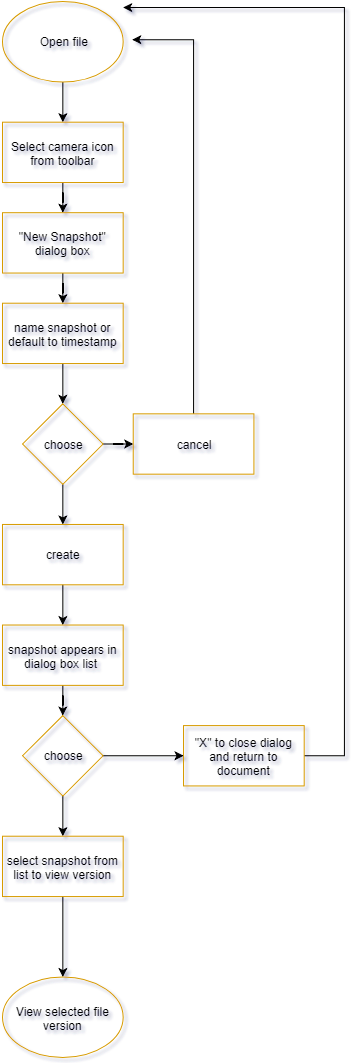 Open file
Select camera icon
from toolbar
"New Snapshot"
dialog box
name snapshot or
default to timestamp
choose
cancel
create
snapshot appears in
dialog box list
choose
"X" to close dialog
and return to
document
select snapshot from
list to view version
View selected file
version